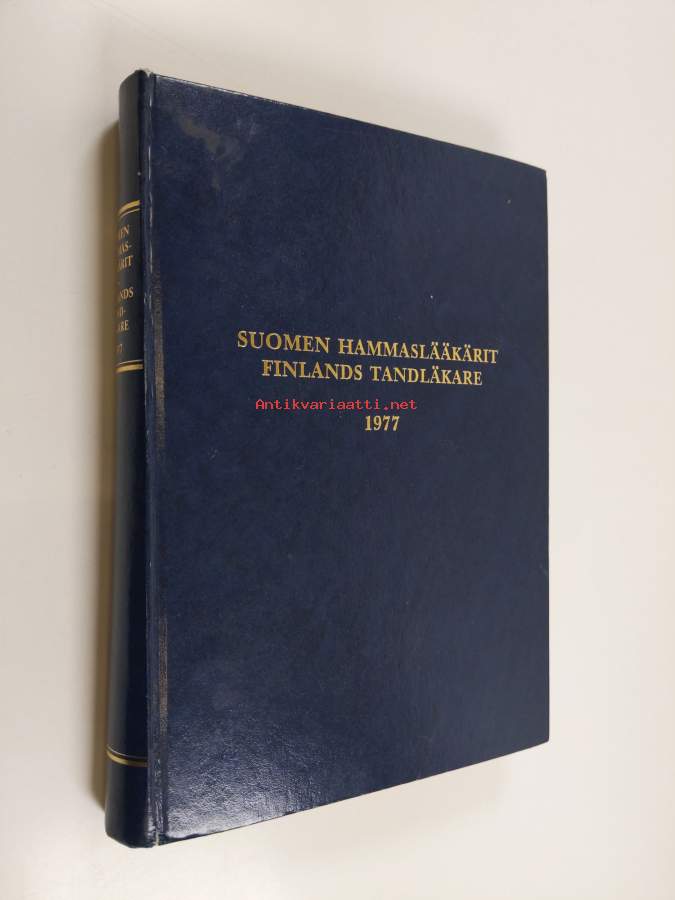 SUOMEN HAMMASLÄÄKÄRIT
FINLANDS TANDLÄKARE
Antikvariaatti.net
1977